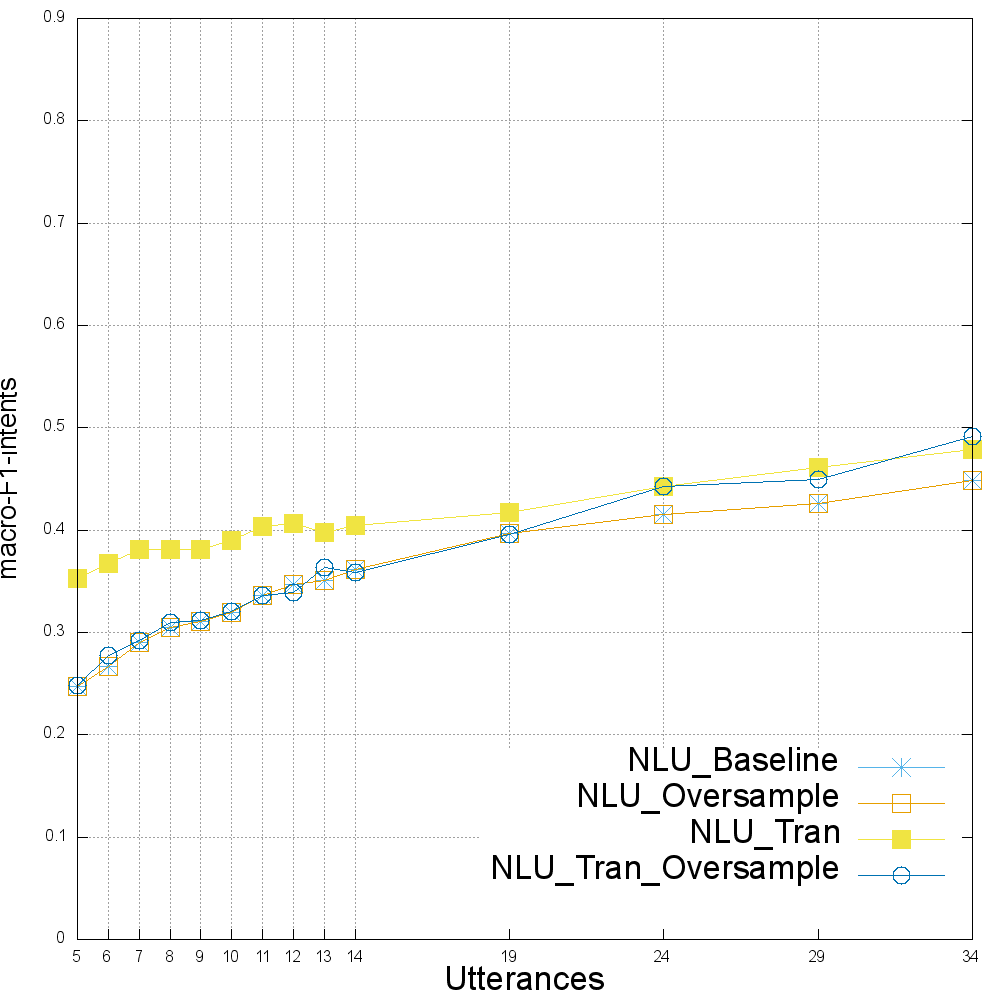 0.9
0.8
0.7
0.6
0.5
0.4
0.3
0.2
0.1
0
macro-F1-intents
NLU_Baseline
NLU_Oversample
NLU_Tran
NLU_Tran_Oversample
5 6 7 8 9 10 11 12 13 14 19 24 29 34
Utterances